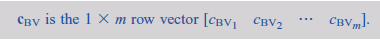 c_BV is the 1 × m row vector [c_BV₁ c_BV₂ ⋯ c_BVₘ].